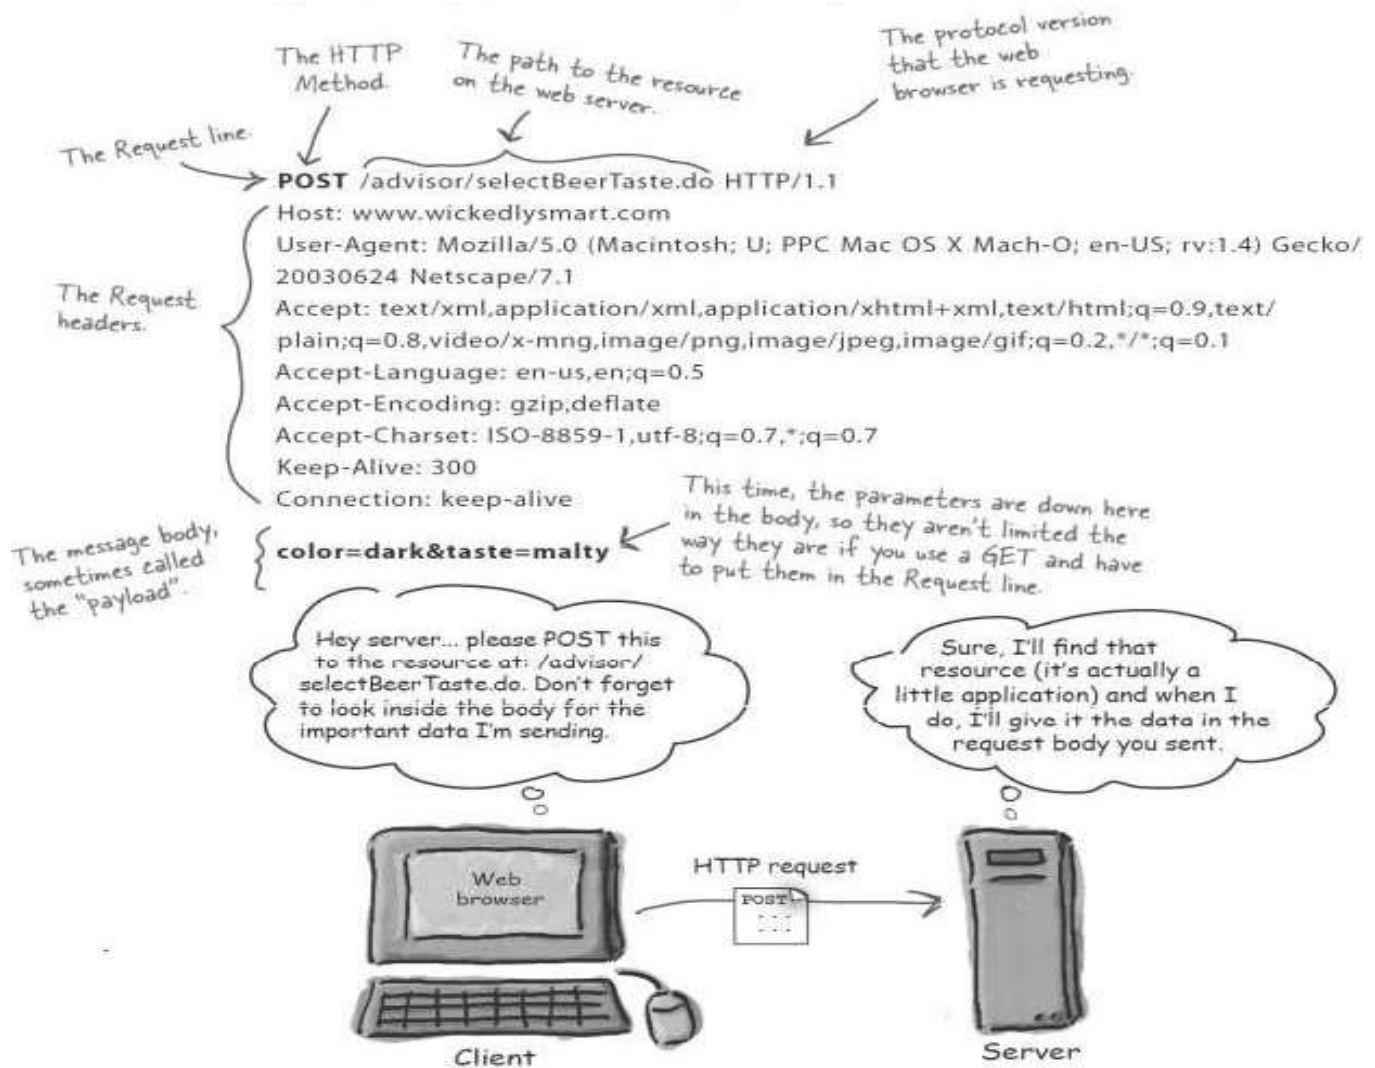 The HTTP
Method.
The path to the resource
on the web server.
The protocol version
that the web
browser is requesting.
The Request line.
POST /advisor/selectBeerTaste.do HTTP/1.1
Host: www.wickedlysmart.com
User-Agent: Mozilla/5.0 (Macintosh; U; PPC Mac OS X Mach-O; en-US; rv:1.4) Gecko/
20030624 Netscape/7.1
Accept: text/xml,application/xml,application/xhtml+xml,text/html;q=0.9,text/
plain;q=0.8,video/x-mng,image/png,image/jpeg,image/gif;q=0.2,*/*;q=0.1
Accept-Language: en-us,en;q=0.5
Accept-Encoding: gzip,deflate
Accept-Charset: ISO-8859-1,utf-8;q=0.7,*;q=0.7
Keep-Alive: 300
Connection: keep-alive
The Request
headers.
color=dark&taste=malty
The message body,
sometimes called
the "payload".
This time, the parameters are down here
in the body, so they aren't limited the
way they are if you use a GET and have
to put them in the Request line.
Hey server... please POST this
to the resource at: /advisor/
selectBeerTaste.do. Don't forget
to look inside the body for the
important data I'm sending.
Sure, I'll find that
resource (it's actually a
little application) and when I
do, I'll give it the data in the
request body you sent.
Web
browser
HTTP request
POST
Client
Server